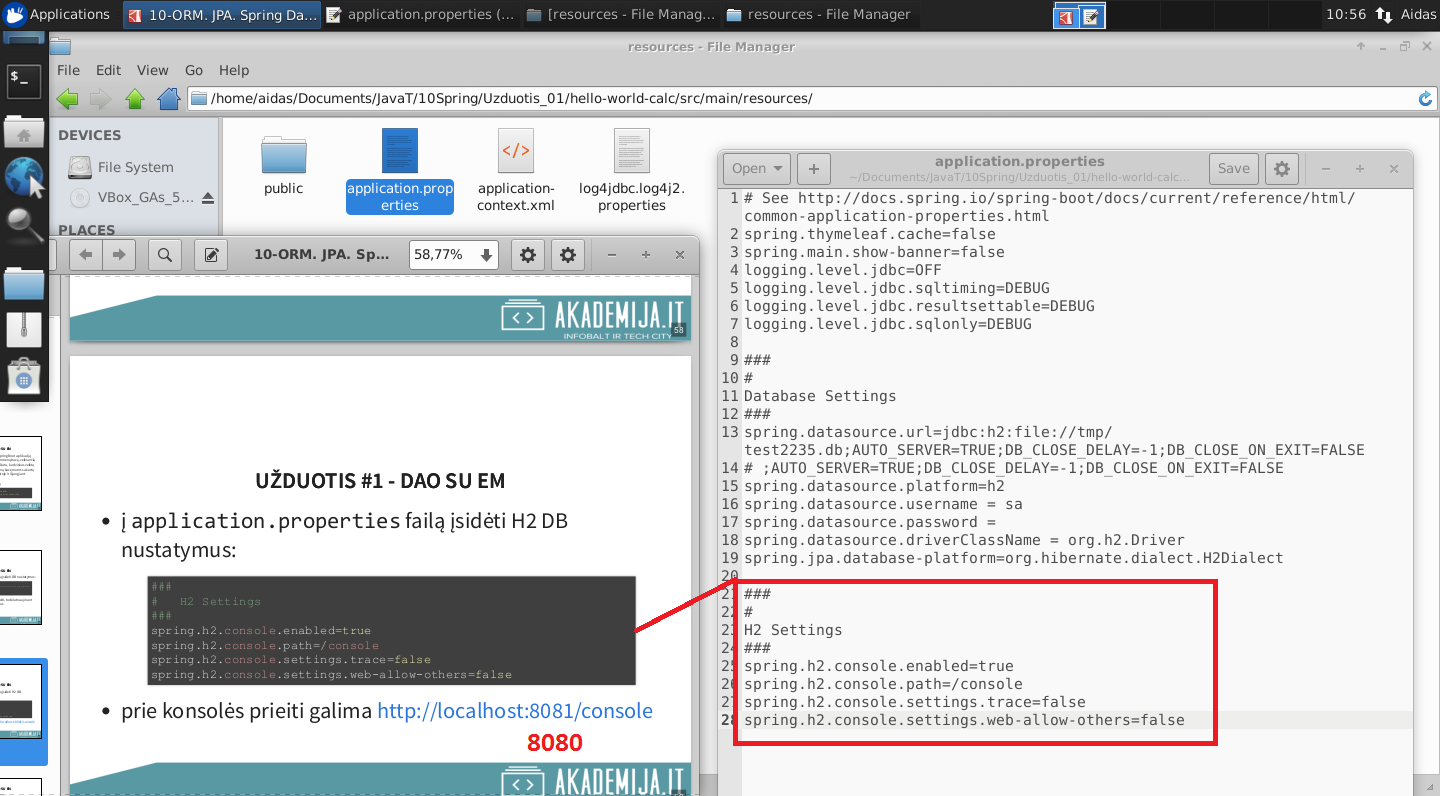 Applications
10-ORM. JPA. Spring Da...
application.properties (...
[resources - File Manag...
resources - File Manager
10:56
Aidas
resources - File Manager
File Edit View Go Help
/home/aidas/Documents/JavaT/10Spring/Uzduotis_01/hello-world-calc/src/main/resources/
DEVICES
File System
VBox_GAs_5...
PLACES
public
application.prop
erties
application-
context.xml
log4jdbc.log4j2.
properties
10-ORM. JPA. Sp...
58,77%
AKADEMIJA.IT
INFOBALT IR TECH CITY
58
UŽDUOTIS #1 - DAO SU EM
• į application.properties failą įsidėti H2 DB
nustatymus:
###
# H2 Settings
###
spring.h2.console.enabled=true
spring.h2.console.path=/console
spring.h2.console.settings.trace=false
spring.h2.console.settings.web-allow-others=false
• prie konsolės prieiti galima http://localhost:8081/console
8080
AKADEMIJA.IT
Open
+
application.properties
~/Documents/JavaT/10Spring/Uzduotis_01/hello-world-calc...
Save
1 # See http://docs.spring.io/spring-boot/docs/current/reference/html/
common-application-properties.html
2 spring.thymeleaf.cache=false
3 spring.main.show-banner=false
4 logging.level.jdbc=OFF
5 logging.level.jdbc.sqltiming=DEBUG
6 logging.level.jdbc.resultsettable=DEBUG
7 logging.level.jdbc.sqlonly=DEBUG
8
9 ###
10 #
11 Database Settings
12 ###
13 spring.datasource.url=jdbc:h2:file://tmp/
test2235.db;AUTO_SERVER=TRUE;DB_CLOSE_DELAY=-1;DB_CLOSE_ON_EXIT=FALSE
14 # ;AUTO_SERVER=TRUE;DB_CLOSE_DELAY=-1;DB_CLOSE_ON_EXIT=FALSE
15 spring.datasource.platform=h2
16 spring.datasource.username = sa
17 spring.datasource.password =
18 spring.datasource.driverClassName = org.h2.Driver
19 spring.jpa.database-platform=org.hibernate.dialect.H2Dialect
20
21 ###
22 #
23 H2 Settings
24 ###
25 spring.h2.console.enabled=true
26 spring.h2.console.path=/console
27 spring.h2.console.settings.trace=false
28 spring.h2.console.settings.web-allow-others=false